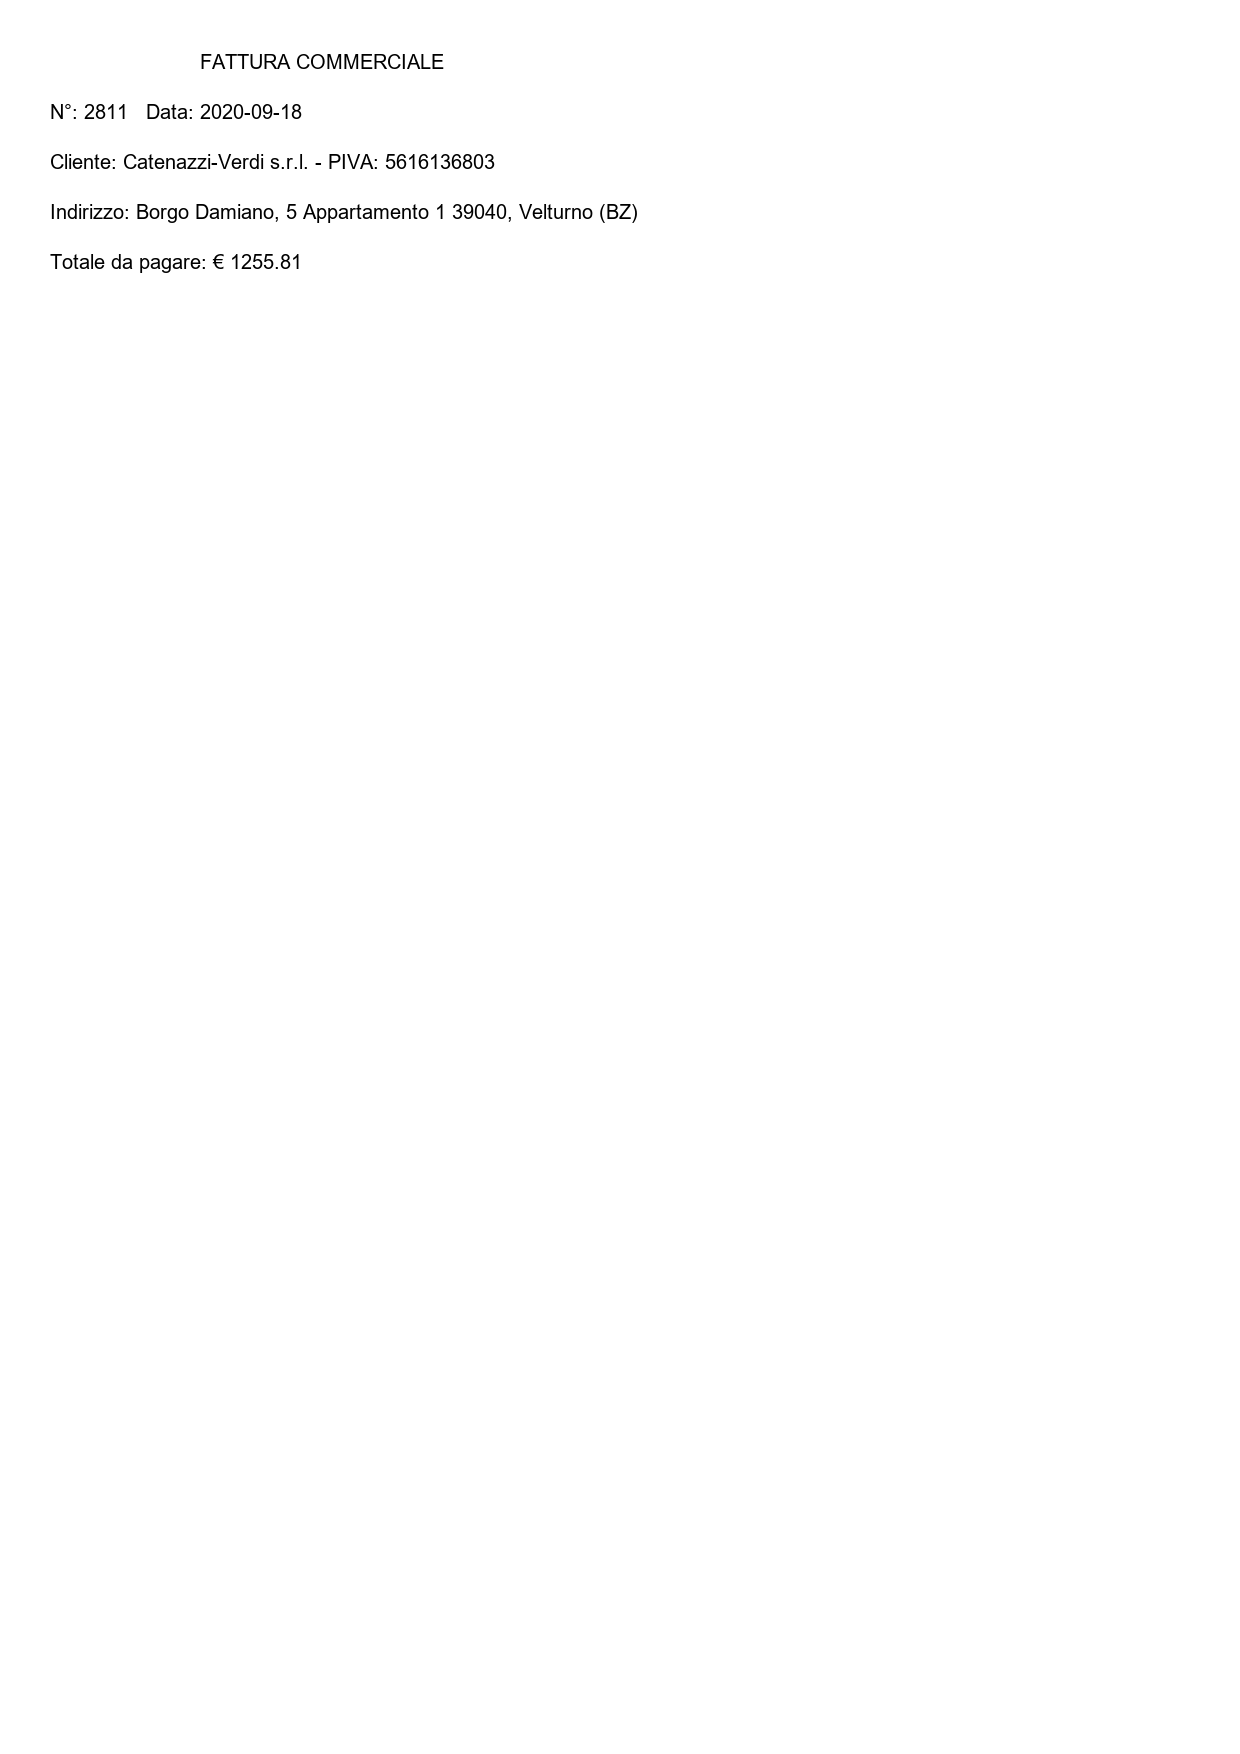 FATTURA COMMERCIALE
N°: 2811   Data: 2020-09-18
Cliente: Catenazzi-Verdi s.r.l. - PIVA: 5616136803
Indirizzo: Borgo Damiano, 5 Appartamento 1 39040, Velturno (BZ)
Totale da pagare: € 1255.81